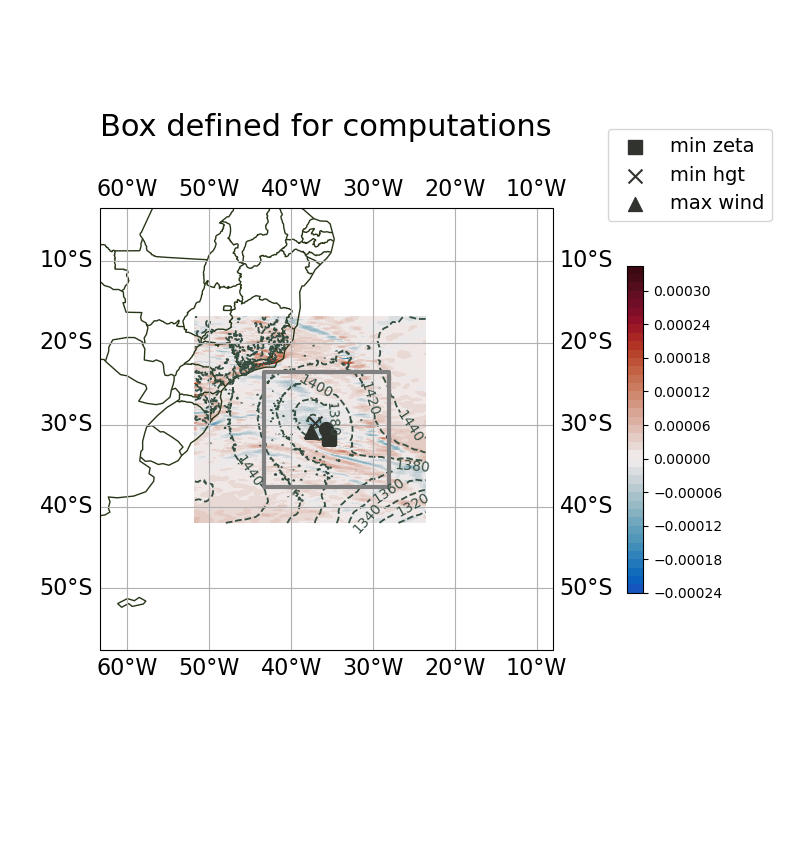 Box defined for computations
min zeta
min hgt
max wind
60°W 50°W 40°W 30°W 20°W 10°W
10°S 10°S
20°S 20°S
30°S 30°S
40°S 40°S
50°S 50°S
60°W 50°W 40°W 30°W 20°W 10°W
1400
1420
1380
1440
1440
1380
1360
1340
1320
0.00030
0.00024
0.00018
0.00012
0.00006
0.00000
−0.00006
−0.00012
−0.00018
−0.00024